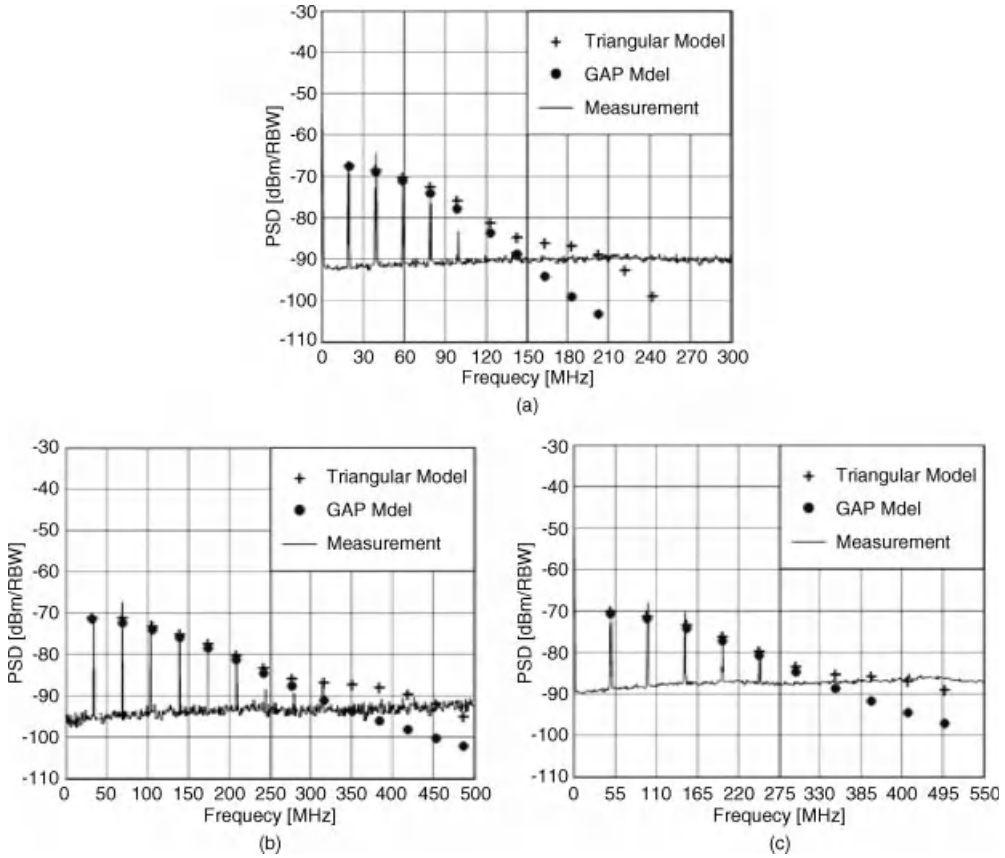 (a)
-30
-40
-50
-60
-70
-80
-90
-100
-110
PSD [dBm/RBW]
Triangular Model
GAP Mdel
Measurement
0 30 60 90 120 150 180 210 240 270 300
Frequecy [MHz]
(a)
-30
-40
-50
-60
-70
-80
-90
-100
-110
PSD [dBm/RBW]
Triangular Model
GAP Mdel
Measurement
0 50 100 150 200 250 300 350 400 450 500
Frequecy [MHz]
(b)
-30
-40
-50
-60
-70
-80
-90
-100
-110
PSD [dBm/RBW]
Triangular Model
GAP Mdel
Measurement
0 55 110 165 220 275 330 385 440 495 550
Frequecy [MHz]
(c)